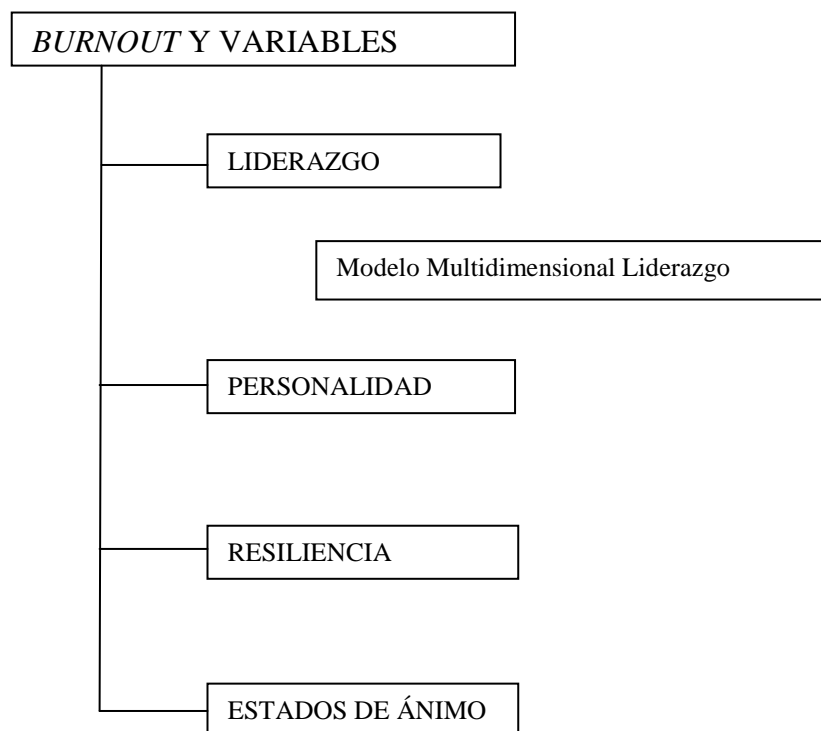 BURNOUT Y VARIABLES
LIDERAZGO
Modelo Multidimensional Liderazgo
PERSONALIDAD
RESILIENCIA
ESTADOS DE ÁNIMO